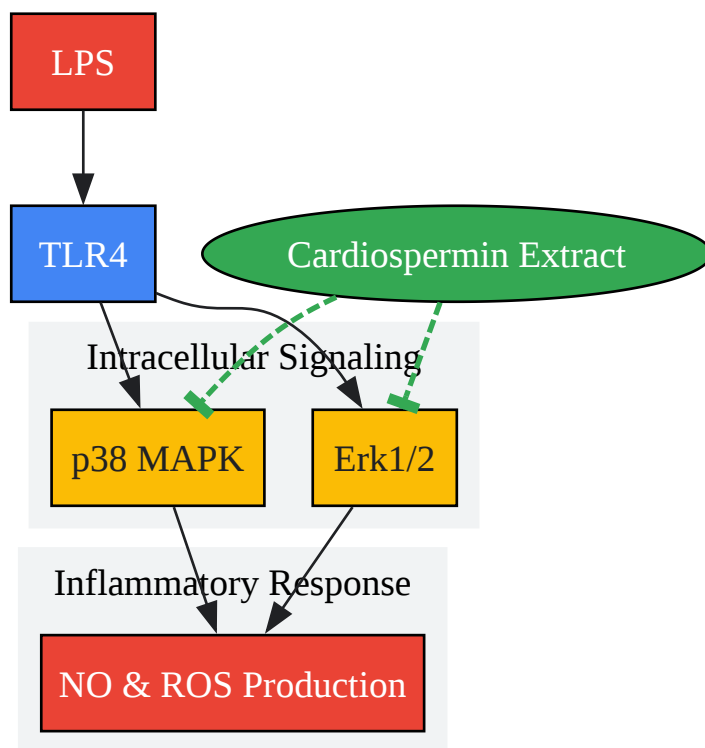 LPS
TLR4
Cardiospermin Extract
Intracellular Signaling
p38 MAPK
Erk1/2
Inflammatory Response
NO & ROS Production